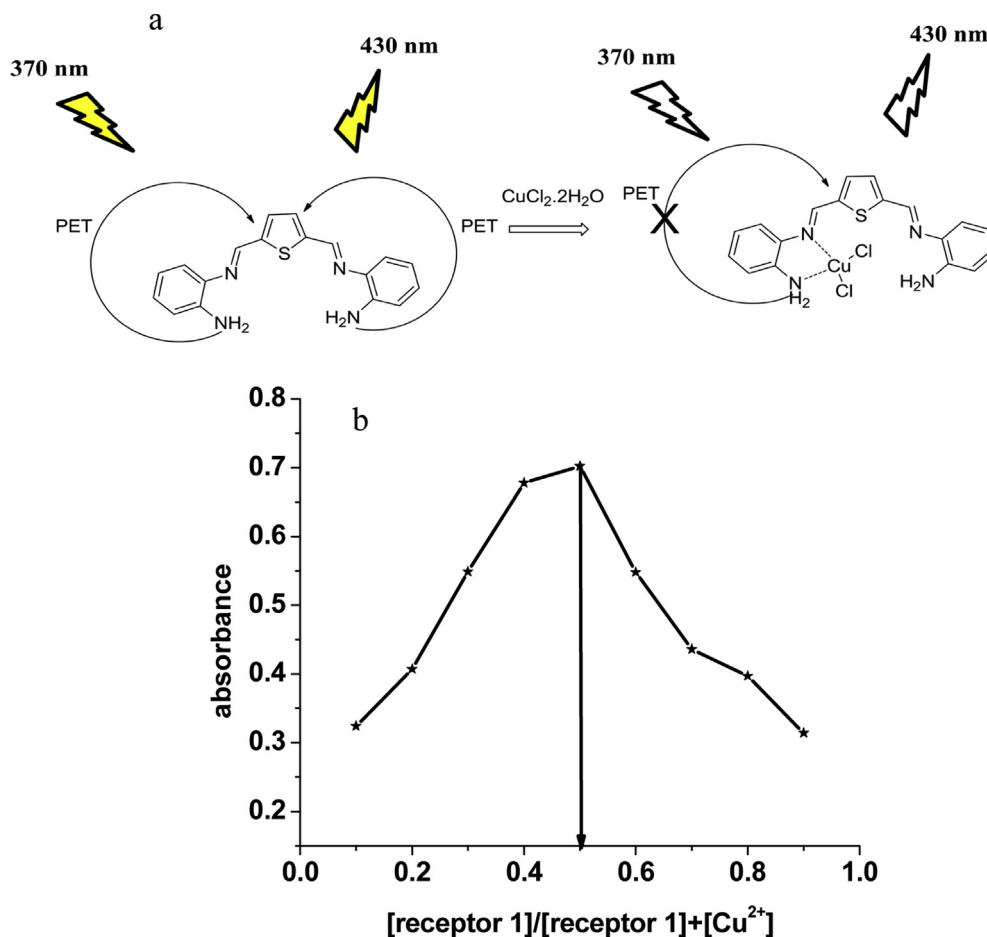 a
370 nm
430 nm
370 nm
430 nm
PET
S
N
N
NH2
H2N
PET
CuCl2.2H2O
PET
X
S
N
N
Cu
Cl
Cl
N
H2
H2N
b
0.8
0.7
0.6
0.5
0.4
0.3
0.2
absorbance
0.0 0.2 0.4 0.6 0.8 1.0
[receptor 1]/[receptor 1]+[Cu2+]